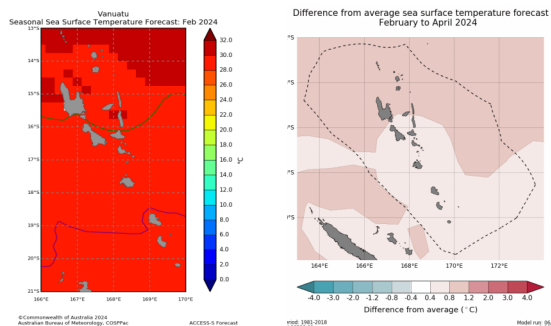 Vanuatu
Seasonal Sea Surface Temperature Forecast: Feb 2024
13°S
14°S
15°S
16°S
17°S
18°S
19°S
20°S
21°S
166°E
167°E
168°E
169°E
170°E
32.0
30.0
28.0
26.0
24.0
22.0
20.0
18.0
16.0
14.0
12.0
10.0
8.0
6.0
4.0
2.0
0.0
°C
©Commonwealth of Australia 2024
Australian Bureau of Meteorology, COSPPac
ACCESS-S Forecast
Difference from average sea surface temperature forecast
February to April 2024
°S
°S
°S
°S
164°E
166°E
168°E
170°E
172°E
-4.0 -3.0 -2.0 -1.2 -0.8 -0.4 0.4 0.8 1.2 2.0 3.0 4.0
Difference from average (°C)
1981-2018
Model run: 06